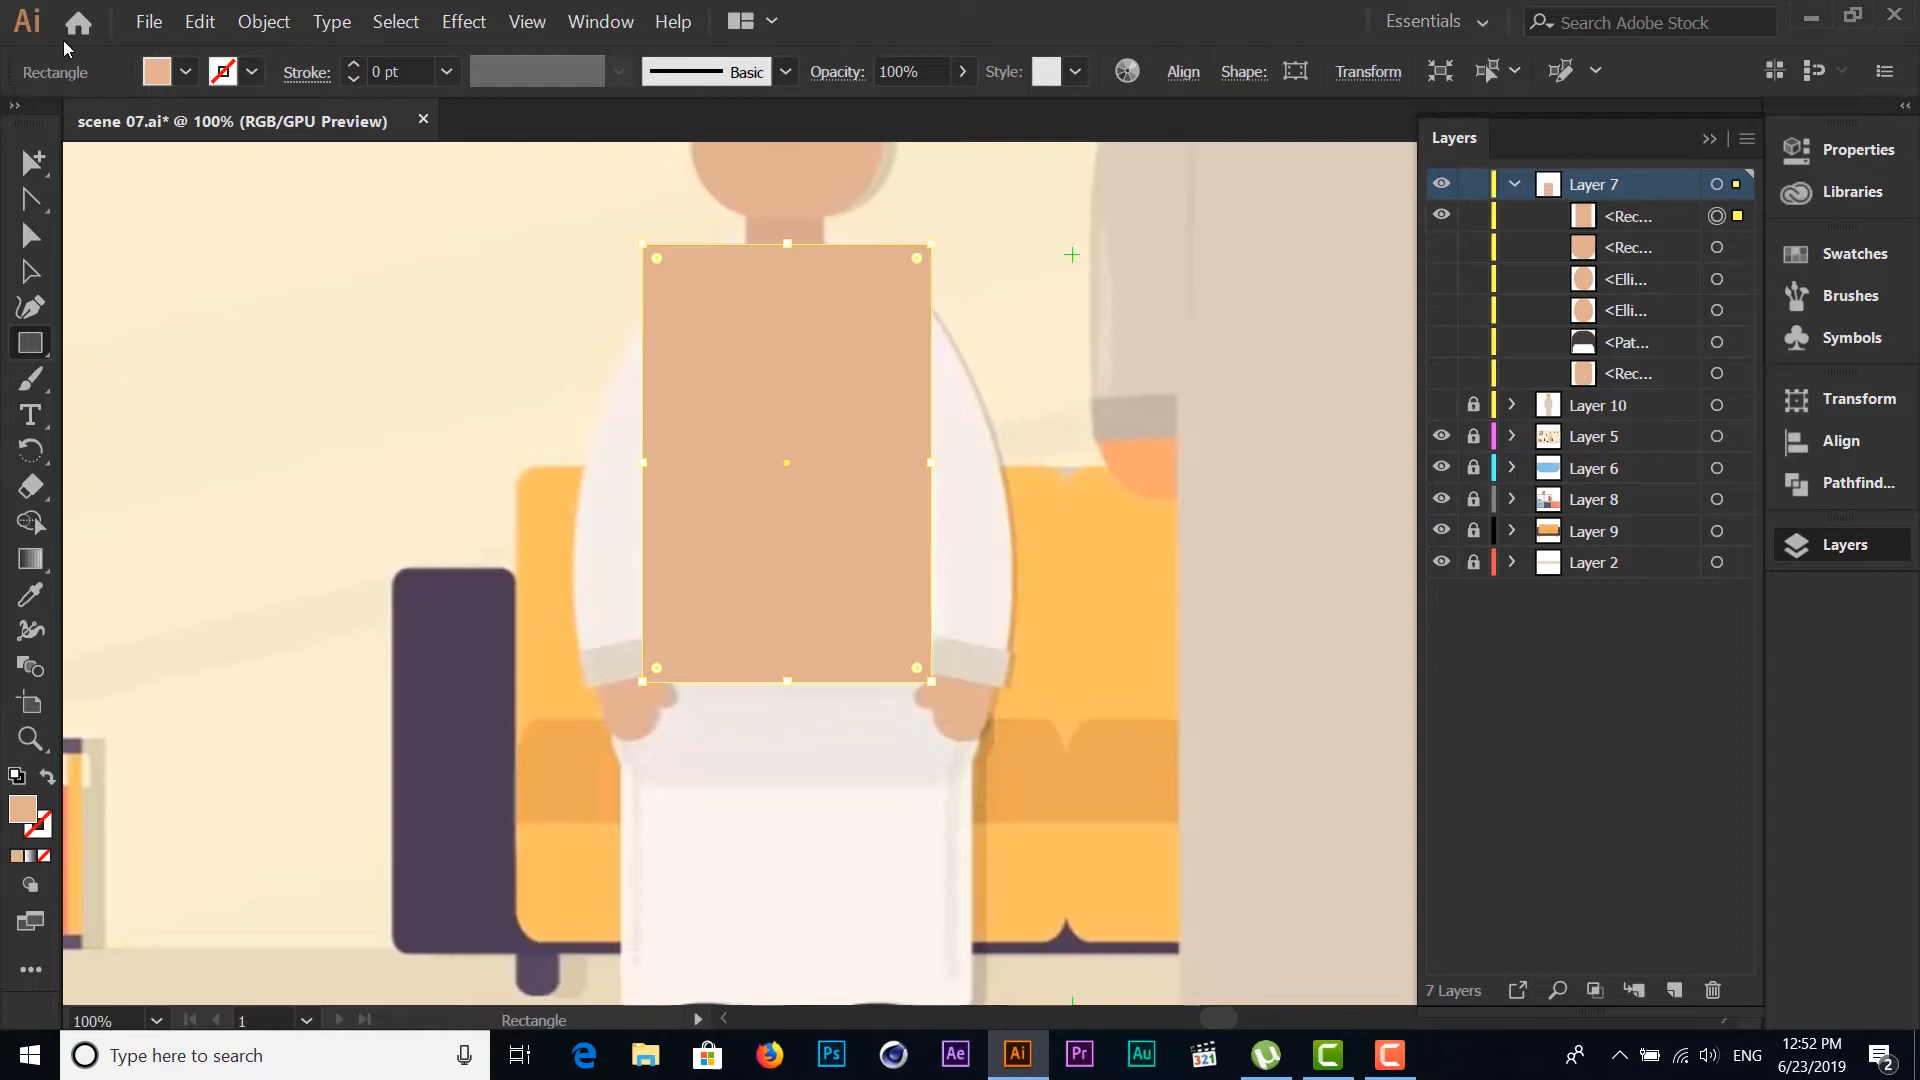 Ai File Edit Object Type Select Effect View Window Help Essentials Search Adobe Stock
Rectangle Stroke: 0 pt Basic Opacity: 100% Style: Align Shape: Transform
scene 07.ai* @ 100% (RGB/GPU Preview)
Layers
Layer 7
<Rec...
<Rec...
<Elli...
<Elli...
<Pat...
<Rec...
Layer 10
Layer 5
Layer 6
Layer 8
Layer 9
Layer 2
7 Layers
Properties
Libraries
Swatches
Brushes
Symbols
Transform
Align
Pathfind...
Layers
T
100% 1 Rectangle
Type here to search
Ps Ae Ai Pr Au 321 ENG
12:52 PM
6/23/2019
2